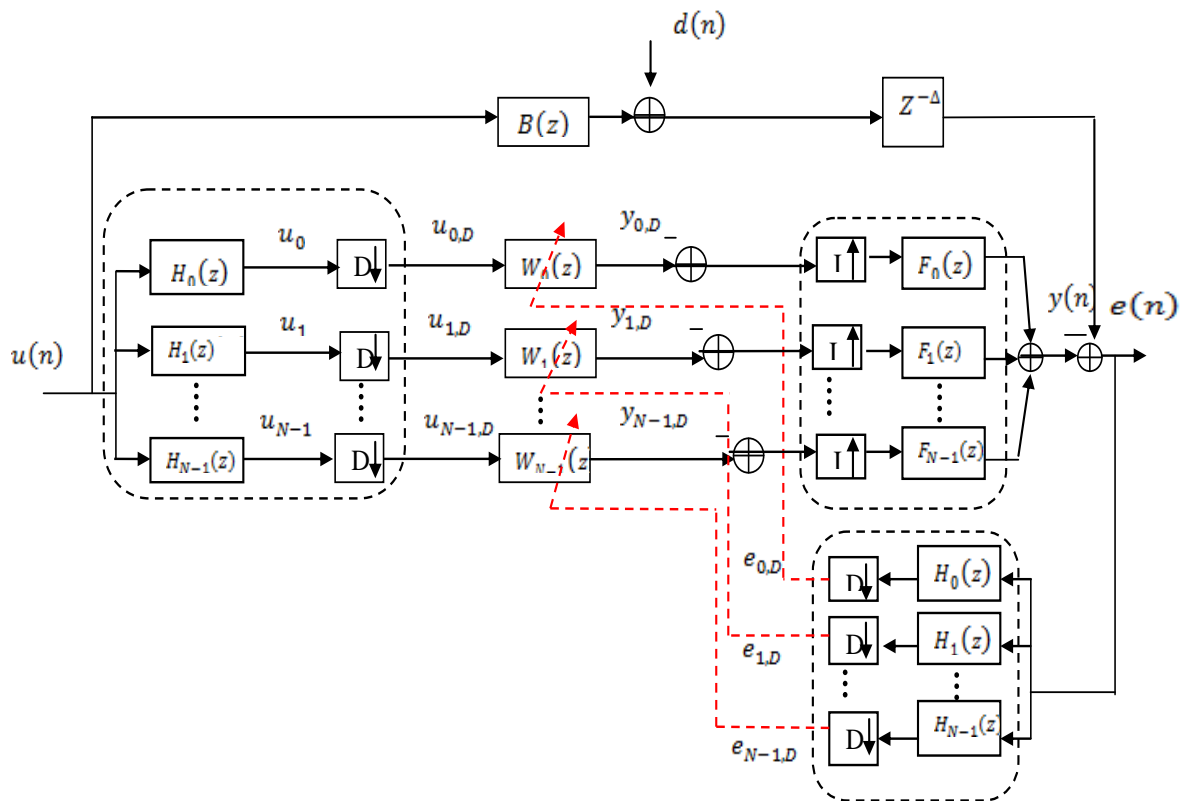 d(n)
B(z)
Z^{-Δ}
u_0
u_{0,D}
y_{0,D}
–
H_0(z)
D
W_0(z)
F_0(z)
y(n)
e(n)
–
u_1
u_{1,D}
y_{1,D}
–
u(n)
H_1(z)
D
W_1(z)
F_1(z)
u_{N-1}
u_{N-1,D}
y_{N-1,D}
–
H_{N-1}(z)
D
W_{N-1}(z)
F_{N-1}(z)
e_{0,D}
D
H_0(z)
e_{1,D}
D
H_1(z)
D
H_{N-1}(z)
e_{N-1,D}